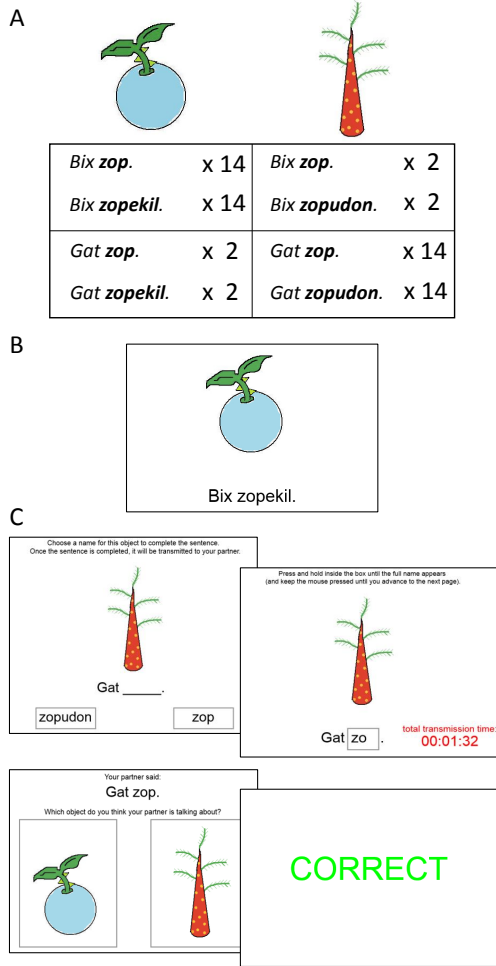 A
Bix zop. x 14
Bix zop. x 2
Bix zopekil. x 14
Bix zopudon. x 2
Gat zop. x 2
Gat zop. x 14
Gat zopekil. x 2
Gat zopudon. x 14
B
Bix zopekil.
C
Choose a name for this object to complete the sentence.
Once the sentence is completed, it will be transmitted to your partner.
Gat _____.
zopudon
zop
Press and hold inside the box until the full name appears
(and keep the mouse pressed until you advance to the next page).
Gat zo .
total transmission time:
00:01:32
Your partner said:
Gat zop.
Which object do you think your partner is talking about?
CORRECT